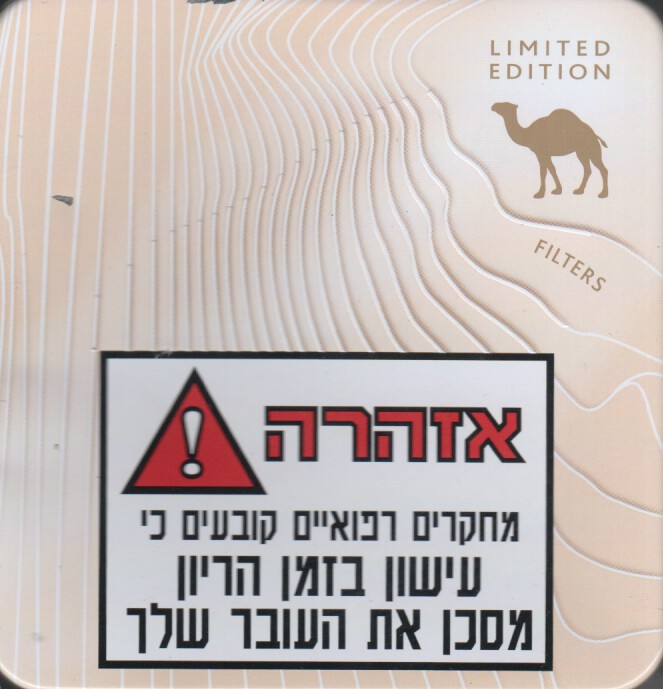 LIMITED
EDITION
FILTERS
אזהרה
מחקרים רפואיים קובעים כי
עישון בזמן הריון
מסכן את העובר שלך